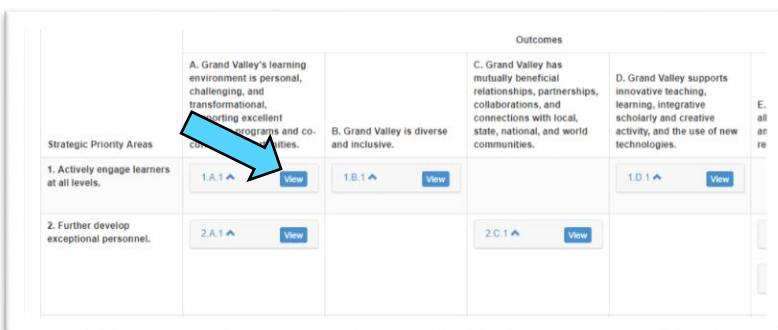 Outcomes
Strategic Priority Areas
A. Grand Valley's learning
environment is personal,
challenging, and
transformational,
supporting excellent
programs and co-
B. Grand Valley is diverse
and inclusive.
C. Grand Valley has
mutually beneficial
relationships, partnerships,
collaborations, and
connections with local,
state, national, and world
communities.
D. Grand Valley supports
innovative teaching,
learning, integrative
scholarly and creative
activity, and the use of new
technologies.
E.
1. Actively engage learners
at all levels.
1.A.1 View
1.B.1 View
1.D.1 View
2. Further develop
exceptional personnel.
2.A.1 View
2.C.1 View